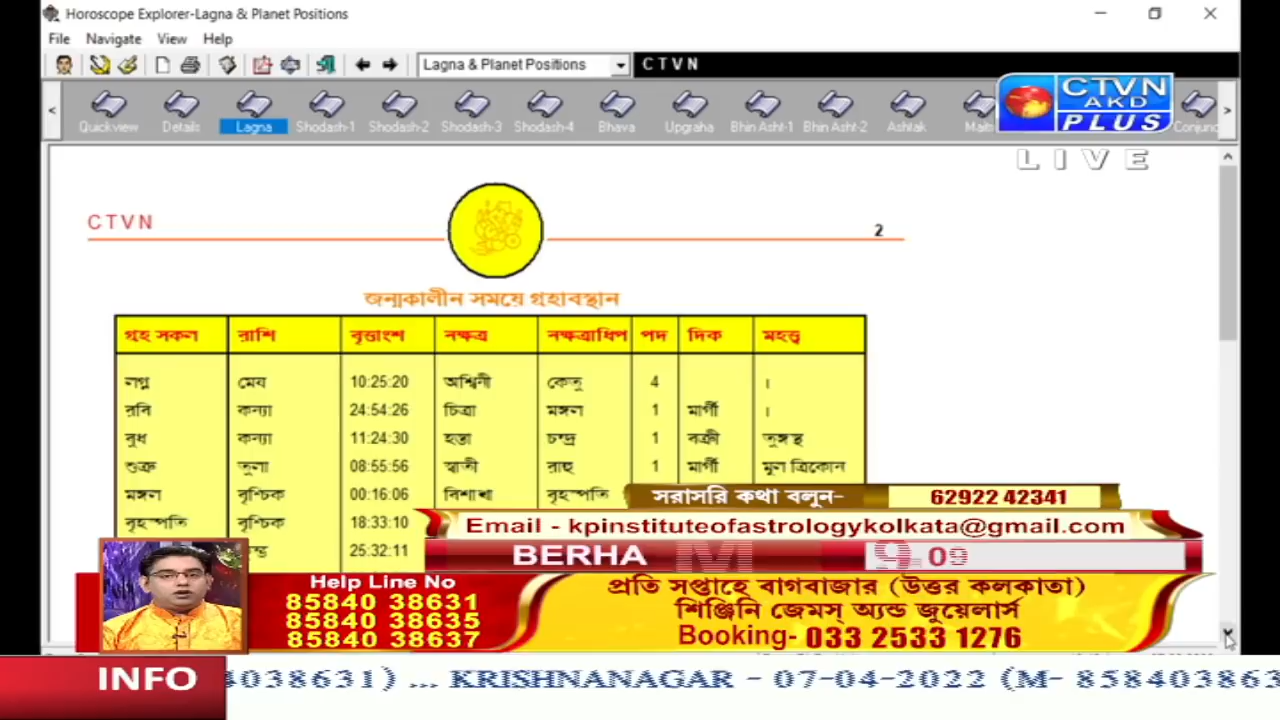 Horoscope Explorer-Lagna & Planet Positions
File Navigate View Help
Lagna & Planet Positions CTVN
Quickview Details Lagna Shodash-1 Shodash-2 Shodash-3 Shodash-4 Bhava Upgraha Bhin Asht-1 Bhin Asht-2 Ashtak
CTVN
AKD
PLUS
LIVE
CTVN
2
জন্মকালীন সময়ে গ্রহাবস্থান
গ্রহ সকল রাশি বৃত্তাংশ নক্ষত্র নক্ষত্রাধিপ পদ দিক মহত্ত্ব
লগ্ন মেষ 10:25:20 অশ্বিনী কেতু 4 ।
রবি কন্যা 24:54:26 চিত্রা মঙ্গল 1 মার্গী ।
বুধ কন্যা 11:24:30 হস্তা চন্দ্র 1 বক্রী তুঙ্গস্থ
শুক্র তুলা 08:55:56 স্বাতী রাহু 1 মার্গী মূল ত্রিকোন
মঙ্গল বৃশ্চিক 00:16:06 বিশাখা বৃহস্পতি
বৃহস্পতি বৃশ্চিক 18:33:10
25:32:11
সরাসরি কথা বলুন- 62922 42341
Email - kpinstituteofastrologykolkata@gmail.com
BERHA M 9 09
Help Line No
85840 38631
85840 38635
85840 38637
প্রতি সপ্তাহে বাগবাজার (উত্তর কলকাতা)
শিঞ্জিনি জেমস্ অ্যান্ড জুয়েলার্স
Booking- 033 2533 1276
INFO 4038631) ... KRISHNANAGAR - 07-04-2022 (M- 858403863